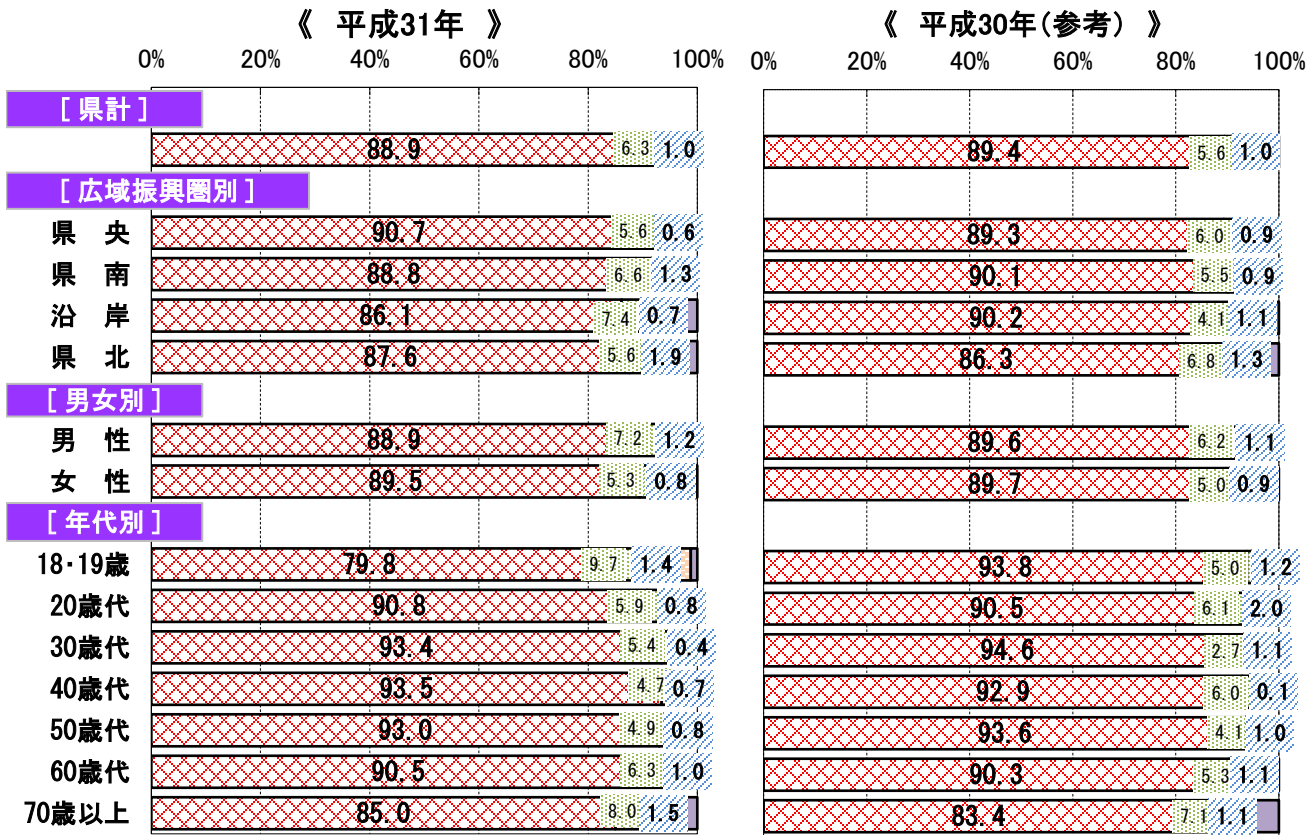 《 平成31年 》 《 平成30年(参考) 》
0% 20% 40% 60% 80% 100% 0% 20% 40% 60% 80% 100%
[ 県計 ]
88.9 6.3 1.0 89.4 5.6 1.0
[ 広域振興圏別 ]
県 央 90.7 5.6 0.6 89.3 6.0 0.9
県 南 88.8 6.6 1.3 90.1 5.5 0.9
沿 岸 86.1 7.4 0.7 90.2 4.1 1.1
県 北 87.6 5.6 1.9 86.3 6.8 1.3
[ 男女別 ]
男 性 88.9 7.2 1.2 89.6 6.2 1.1
女 性 89.5 5.3 0.8 89.7 5.0 0.9
[ 年代別 ]
18・19歳 79.8 9.7 1.4 93.8 5.0 1.2
20歳代 90.8 5.9 0.8 90.5 6.1 2.0
30歳代 93.4 5.4 0.4 94.6 2.7 1.1
40歳代 93.5 4.7 0.7 92.9 6.0 0.1
50歳代 93.0 4.9 0.8 93.6 4.1 1.0
60歳代 90.5 6.3 1.0 90.3 5.3 1.1
70歳以上 85.0 8.0 1.5 83.4 7.1 1.1